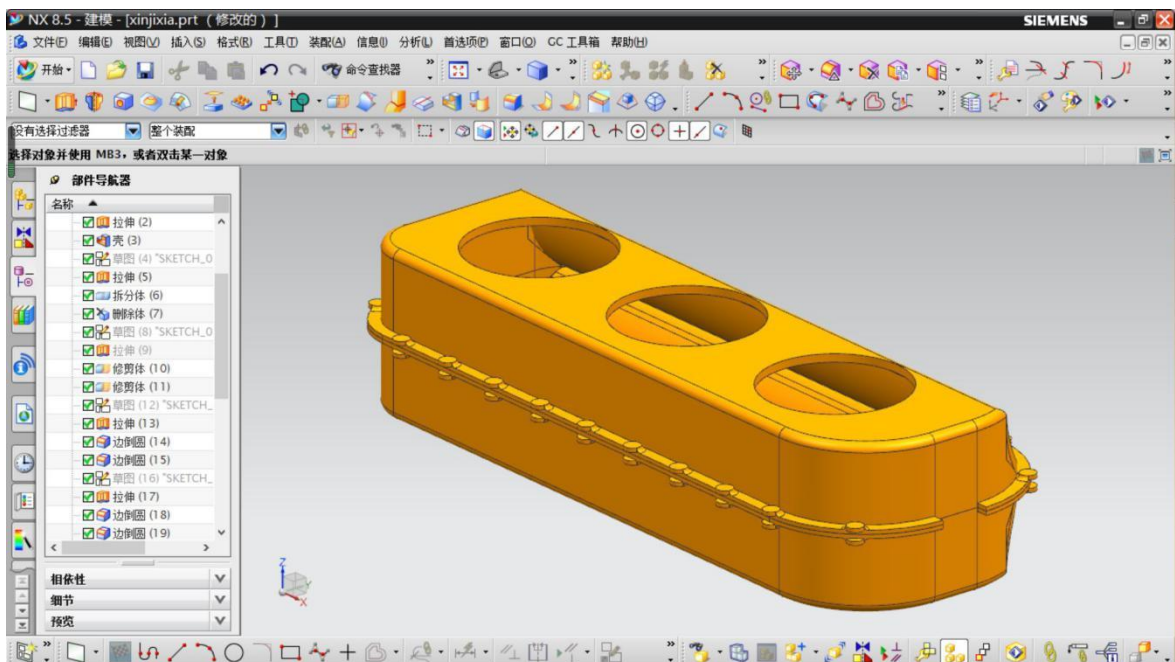 NX 8.5 - 建模 - [xinjixia.prt （修改的）]
SIEMENS
文件(F) 编辑(E) 视图(V) 插入(S) 格式(R) 工具(T) 装配(A) 信息(I) 分析(L) 首选项(P) 窗口(O) GC 工具箱 帮助(H)
开始 命令查找器
没有选择过滤器 整个装配
选择对象并使用 MB3，或者双击某一对象
部件导航器
名称
拉伸 (2)
壳 (3)
草图 (4) "SKETCH_0
拉伸 (5)
拆分体 (6)
删除体 (7)
草图 (8) "SKETCH_0
拉伸 (9)
修剪体 (10)
修剪体 (11)
草图 (12) "SKETCH_
拉伸 (13)
边倒圆 (14)
边倒圆 (15)
草图 (16) "SKETCH_
拉伸 (17)
边倒圆 (18)
边倒圆 (19)
相依性
细节
预览
Z
Y
X